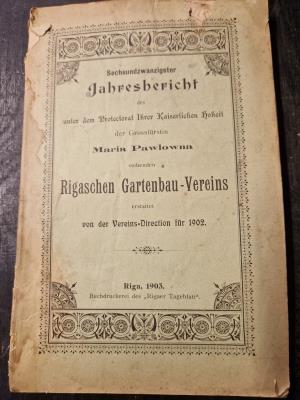 Sechsundzwanzigster
Jahresbericht
des
unter dem Protectorat Ihrer Kaiserlichen Hoheit
der Grossfürstin
Maria Pawlowna
stehenden
Rigaschen Gartenbau-Vereins
erstattet
von der Vereins-Direction für 1902.
Riga, 1903.
Buchdruckerei des „Rigaer Tageblatt“.